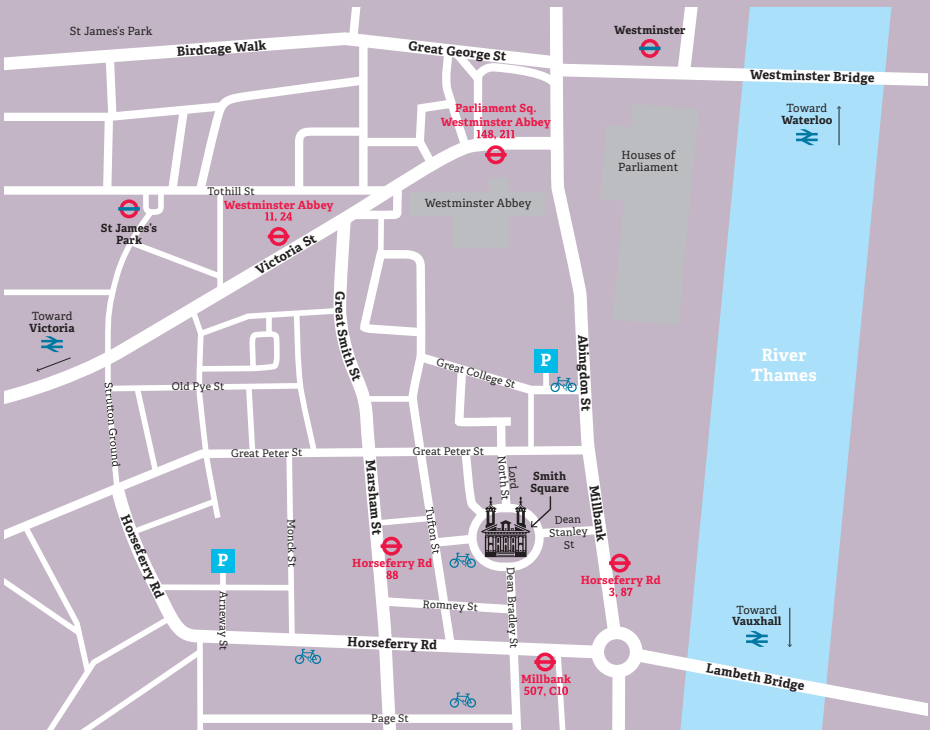 St James's Park
Birdcage Walk
Great George St
Westminster
Westminster Bridge
Toward
Waterloo
Parliament Sq.
Westminster Abbey
148, 211
Houses of
Parliament
Tothill St
Westminster Abbey
11, 24
Westminster Abbey
St James's
Park
Victoria St
Toward
Victoria
Great Smith St
Abingdon St
River
Thames
P
Great College St
Old Pye St
Strutton Ground
Great Peter St
Great Peter St
Lord
North St
Smith
Square
Marsham St
Millbank
Horseferry Rd
Monck St
Tufton St
Dean
Stanley
St
P
Horseferry Rd
88
Horseferry Rd
3, 87
Arneway St
Romney St
Dean Bradley St
Toward
Vauxhall
Horseferry Rd
Millbank
507, C10
Lambeth Bridge
Page St